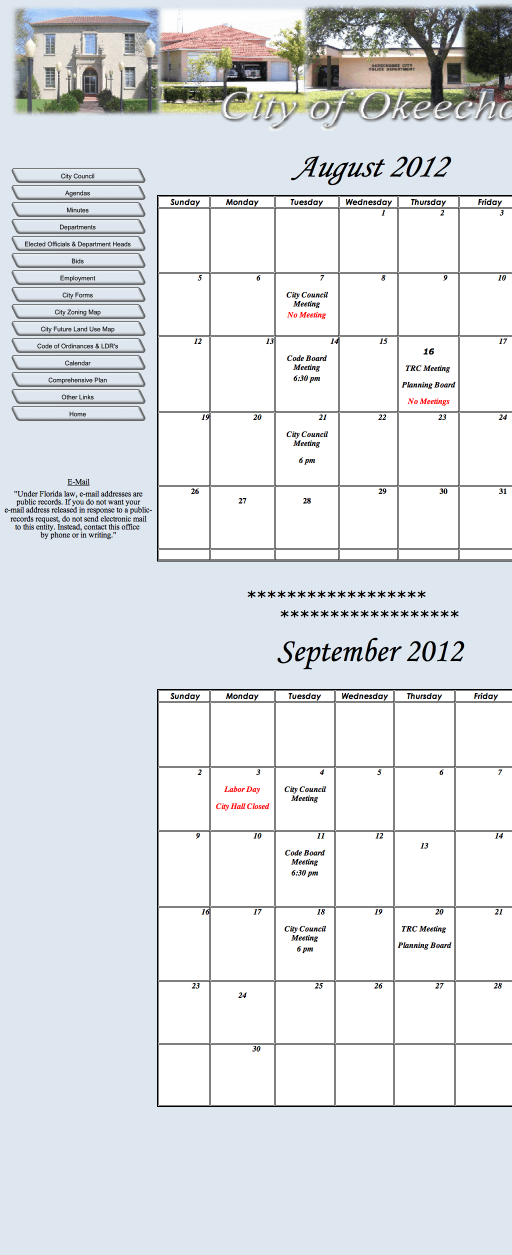 OKEECHOBEE CITY
POLICE DEPARTMENT
City of Okeecho
City Council
Agendas
Minutes
Departments
Elected Officials & Department Heads
Bids
Employment
City Forms
City Zoning Map
City Future Land Use Map
Code of Ordinances & LDR's
Calendar
Comprehensive Plan
Other Links
Home
E-Mail
"Under Florida law, e-mail addresses are
public records. If you do not want your
e-mail address released in response to a public-
records request, do not send electronic mail
to this entity. Instead, contact this office
by phone or in writing."
August 2012
Sunday Monday Tuesday Wednesday Thursday Friday
1 2 3
5 6 7 8 9 10
City Council
Meeting
No Meeting
12 13 14 15 16 17
Code Board
Meeting
6:30 pm
TRC Meeting
Planning Board
No Meetings
19 20 21 22 23 24
City Council
Meeting
6 pm
26 27 28 29 30 31
******************
******************
September 2012
Sunday Monday Tuesday Wednesday Thursday Friday
2 3 4 5 6 7
Labor Day
City Hall Closed
City Council
Meeting
9 10 11 12 13 14
Code Board
Meeting
6:30 pm
16 17 18 19 20 21
City Council
Meeting
6 pm
TRC Meeting
Planning Board
23 24 25 26 27 28
30